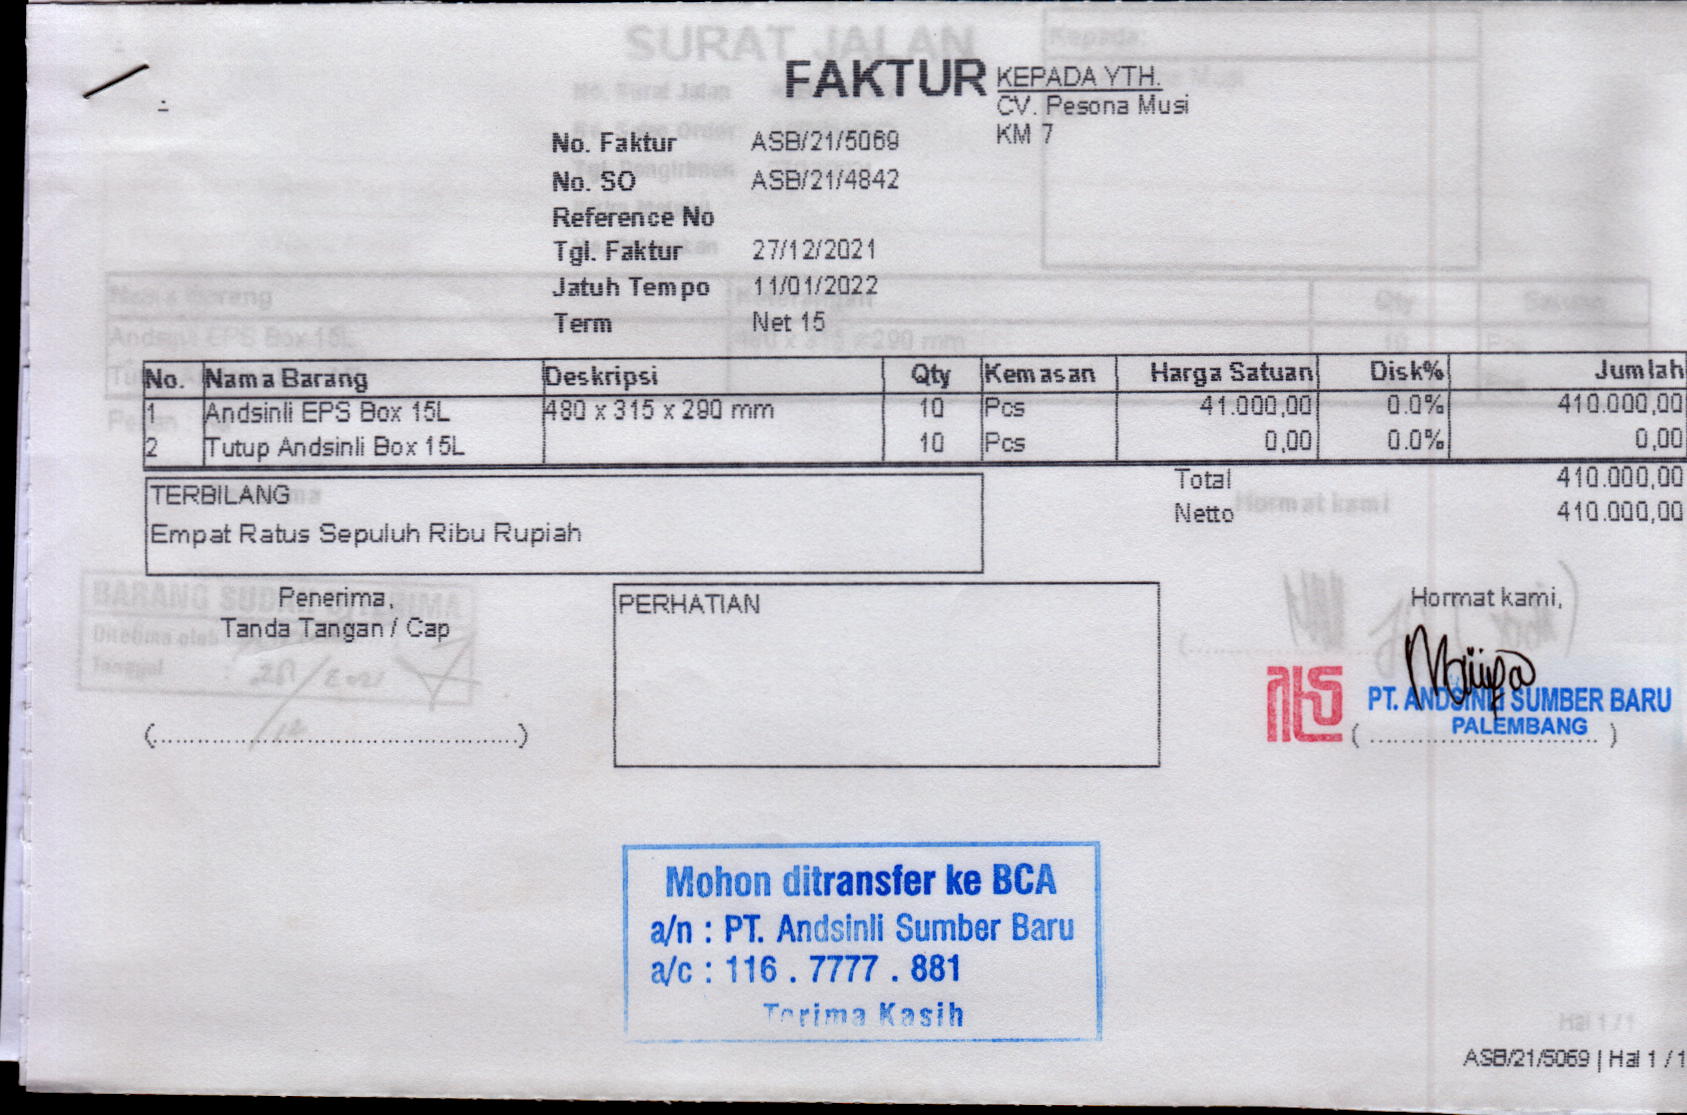 SURAT JALAN
FAKTUR
KEPADA YTH.
CV. Pesona Musi
KM 7
No. Faktur ASB/21/5069
No. SO ASB/21/4842
Reference No
Tgl. Faktur 27/12/2021
Jatuh Tempo 11/01/2022
Term Net 15
No. Nama Barang Deskripsi Qty Kemasan Harga Satuan Disk% Jumlah
1 Andsinli EPS Box 15L 480 x 315 x 290 mm 10 Pcs 41.000,00 0.0% 410.000,00
2 Tutup Andsinli Box 15L 10 Pcs 0,00 0.0% 0,00
Total 410.000,00
Netto 410.000,00
TERBILANG
Empat Ratus Sepuluh Ribu Rupiah
Penerima,
Tanda Tangan / Cap
(.............................................)
PERHATIAN
Hormat kami,
PT. ANDSINLI SUMBER BARU
PALEMBANG
( ............................. )
Mohon ditransfer ke BCA
a/n : PT. Andsinli Sumber Baru
a/c : 116 . 7777 . 881
Terima Kasih
Hal 1 / 1
ASB/21/5069 | Hal 1 / 1